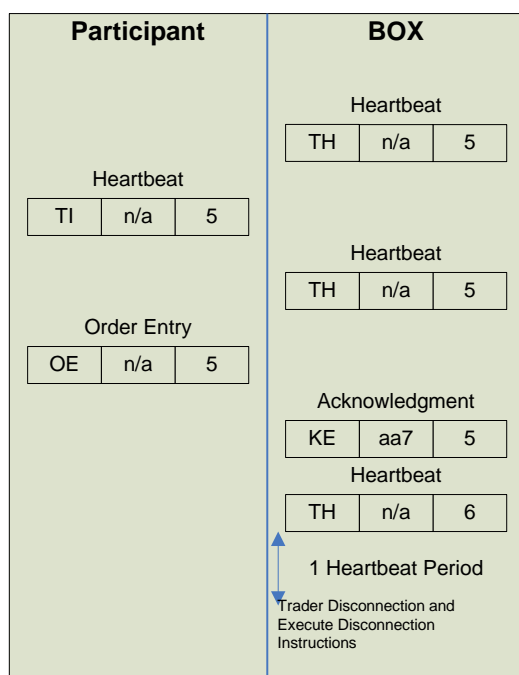 Participant
BOX
Heartbeat
TH n/a 5
Heartbeat
TI n/a 5
Heartbeat
TH n/a 5
Order Entry
OE n/a 5
Acknowledgment
KE aa7 5
Heartbeat
TH n/a 6
1 Heartbeat Period
Trader Disconnection and
Execute Disconnection
Instructions